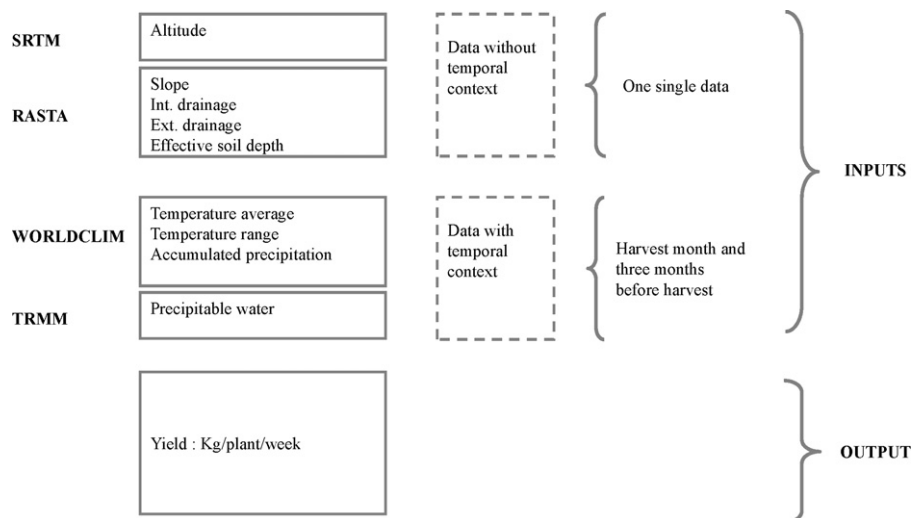 SRTM
Altitude
RASTA
Slope
Int. drainage
Ext. drainage
Effective soil depth
Data without
temporal
context
One single data
INPUTS
WORLDCLIM
Temperature average
Temperature range
Accumulated precipitation
TRMM
Precipitable water
Data with
temporal
context
Harvest month and
three months
before harvest
Yield : Kg/plant/week
OUTPUT